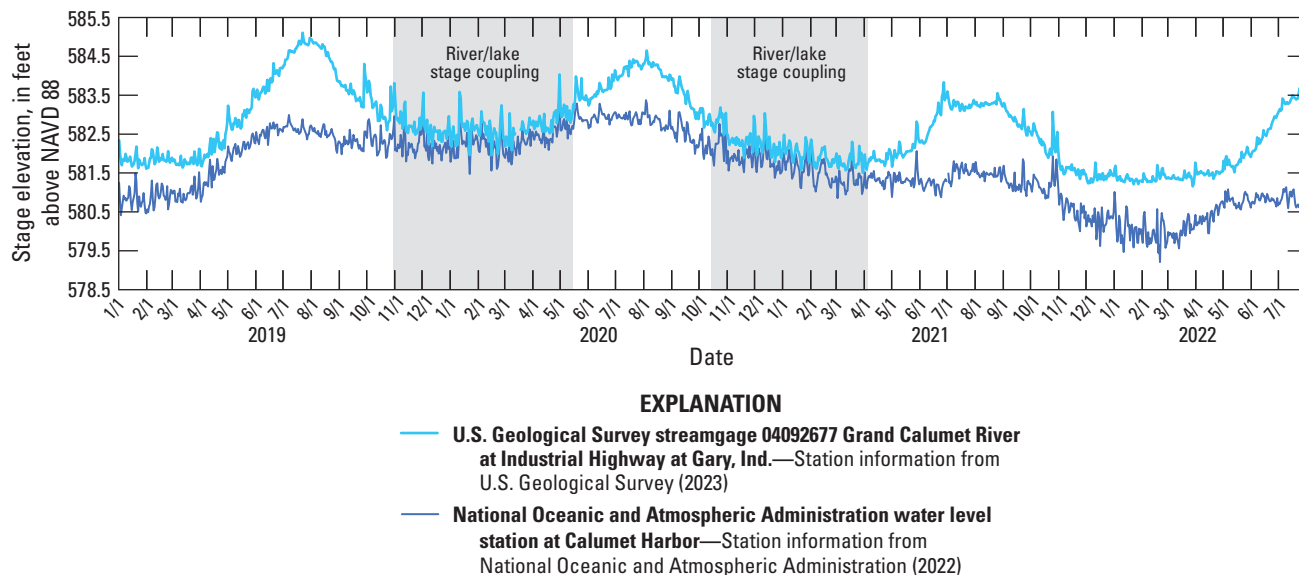 Stage elevation, in feet
above NAVD 88
585.5
584.5
583.5
582.5
581.5
580.5
579.5
578.5
River/lake
stage coupling
River/lake
stage coupling
1/1 2/1 3/1 4/1 5/1 6/1 7/1 8/1 9/1 10/1 11/1 12/1 1/1 2/1 3/1 4/1 5/1 6/1 7/1 8/1 9/1 10/1 11/1 12/1 1/1 2/1 3/1 4/1 5/1 6/1 7/1 8/1 9/1 10/1 11/1 12/1 1/1 2/1 3/1 4/1 5/1 6/1 7/1
2019 2020 2021 2022
Date
EXPLANATION
U.S. Geological Survey streamgage 04092677 Grand Calumet River
at Industrial Highway at Gary, Ind.—Station information from
U.S. Geological Survey (2023)
National Oceanic and Atmospheric Administration water level
station at Calumet Harbor—Station information from
National Oceanic and Atmospheric Administration (2022)